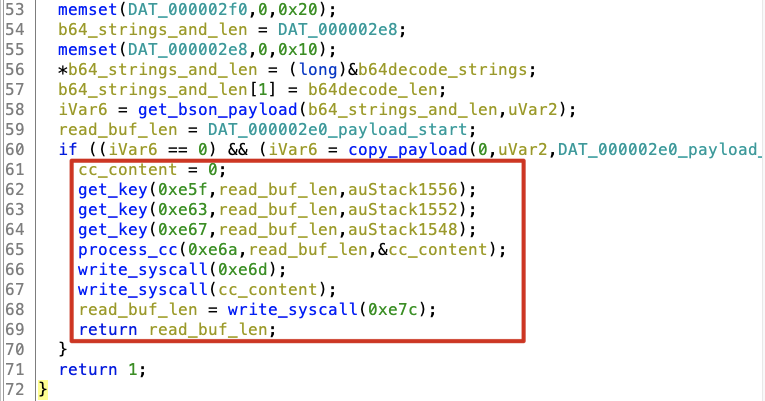 53 memset(DAT_000002f0,0,0x20);
54 b64_strings_and_len = DAT_000002e8;
55 memset(DAT_000002e8,0,0x10);
56 *b64_strings_and_len = (long)&b64decode_strings;
57 b64_strings_and_len[1] = b64decode_len;
58 iVar6 = get_bson_payload(b64_strings_and_len,uVar2);
59 read_buf_len = DAT_000002e0_payload_start;
60 if ((iVar6 == 0) && (iVar6 = copy_payload(0,uVar2,DAT_000002e0_payload_
61 cc_content = 0;
62 get_key(0xe5f,read_buf_len,auStack1556);
63 get_key(0xe63,read_buf_len,auStack1552);
64 get_key(0xe67,read_buf_len,auStack1548);
65 process_cc(0xe6a,read_buf_len,&cc_content);
66 write_syscall(0xe6d);
67 write_syscall(cc_content);
68 read_buf_len = write_syscall(0xe7c);
69 return read_buf_len;
70 }
71 return 1;
72 }